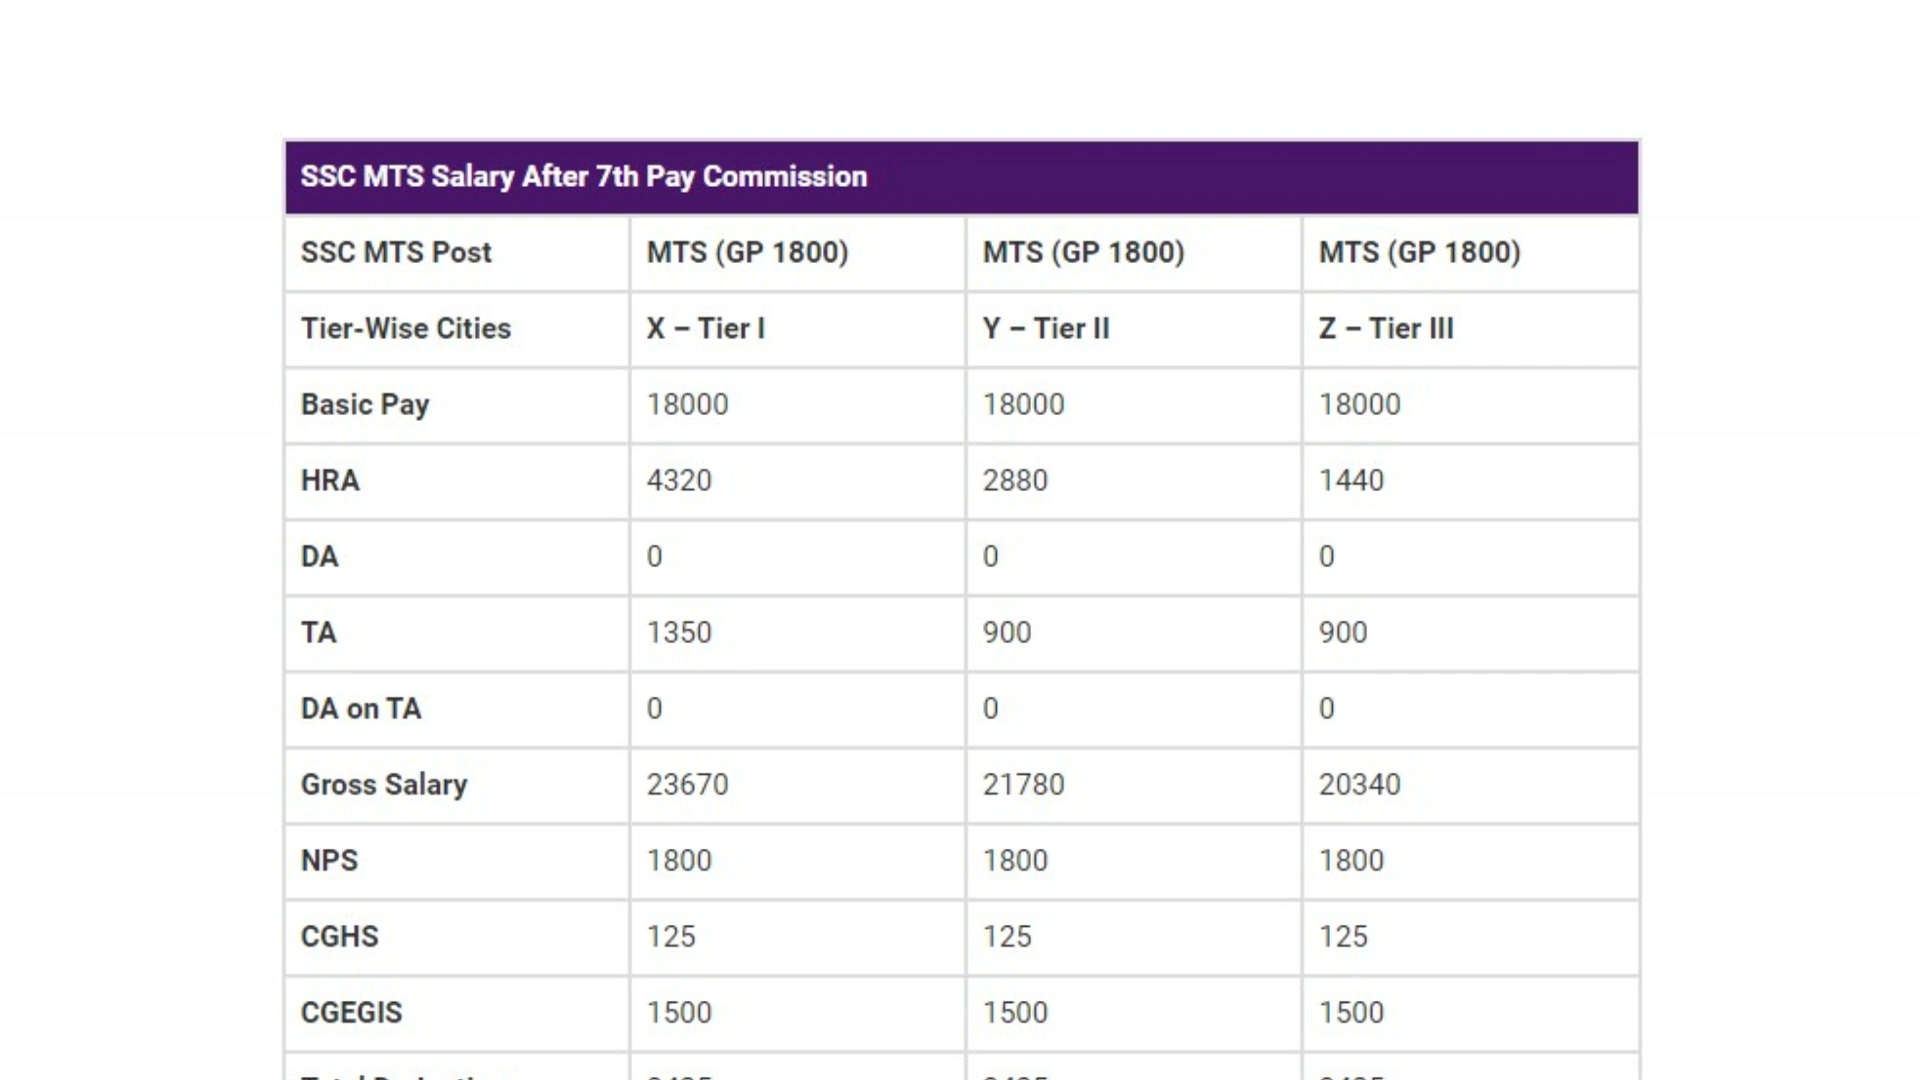 SSC MTS Salary After 7th Pay Commission
SSC MTS Post MTS (GP 1800) MTS (GP 1800) MTS (GP 1800)
Tier-Wise Cities X – Tier I Y – Tier II Z – Tier III
Basic Pay 18000 18000 18000
HRA 4320 2880 1440
DA 0 0 0
TA 1350 900 900
DA on TA 0 0 0
Gross Salary 23670 21780 20340
NPS 1800 1800 1800
CGHS 125 125 125
CGEGIS 1500 1500 1500